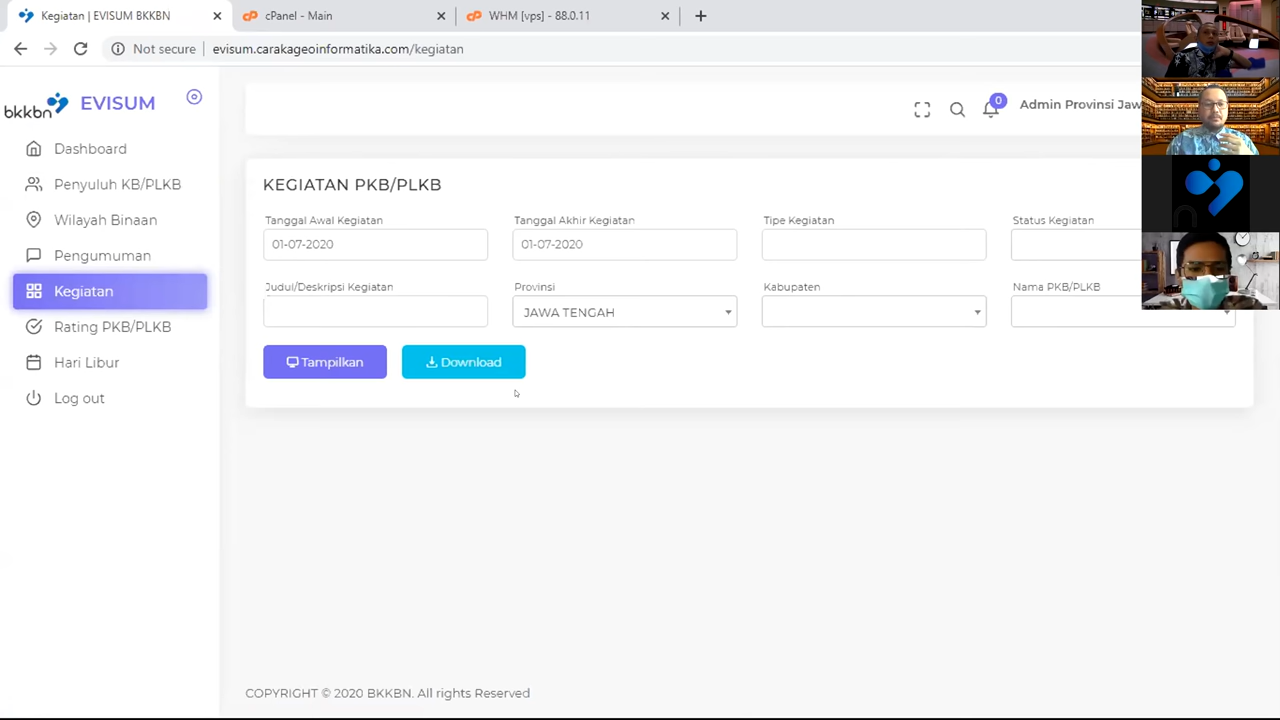 Kegiatan | EVISUM BKKBN
cPanel - Main
WHM [vps] - 88.0.11
Not secure
evisum.carakageoinformatika.com/kegiatan
bkkbn
EVISUM
0
Admin Provinsi Jaw
Dashboard
Penyuluh KB/PLKB
Wilayah Binaan
Pengumuman
Kegiatan
Rating PKB/PLKB
Hari Libur
Log out
KEGIATAN PKB/PLKB
Tanggal Awal Kegiatan
Tanggal Akhir Kegiatan
Tipe Kegiatan
Status Kegiatan
01-07-2020
01-07-2020
Judul/Deskripsi Kegiatan
Provinsi
Kabupaten
Nama PKB/PLKB
JAWA TENGAH
Tampilkan
Download
COPYRIGHT © 2020 BKKBN. All rights Reserved